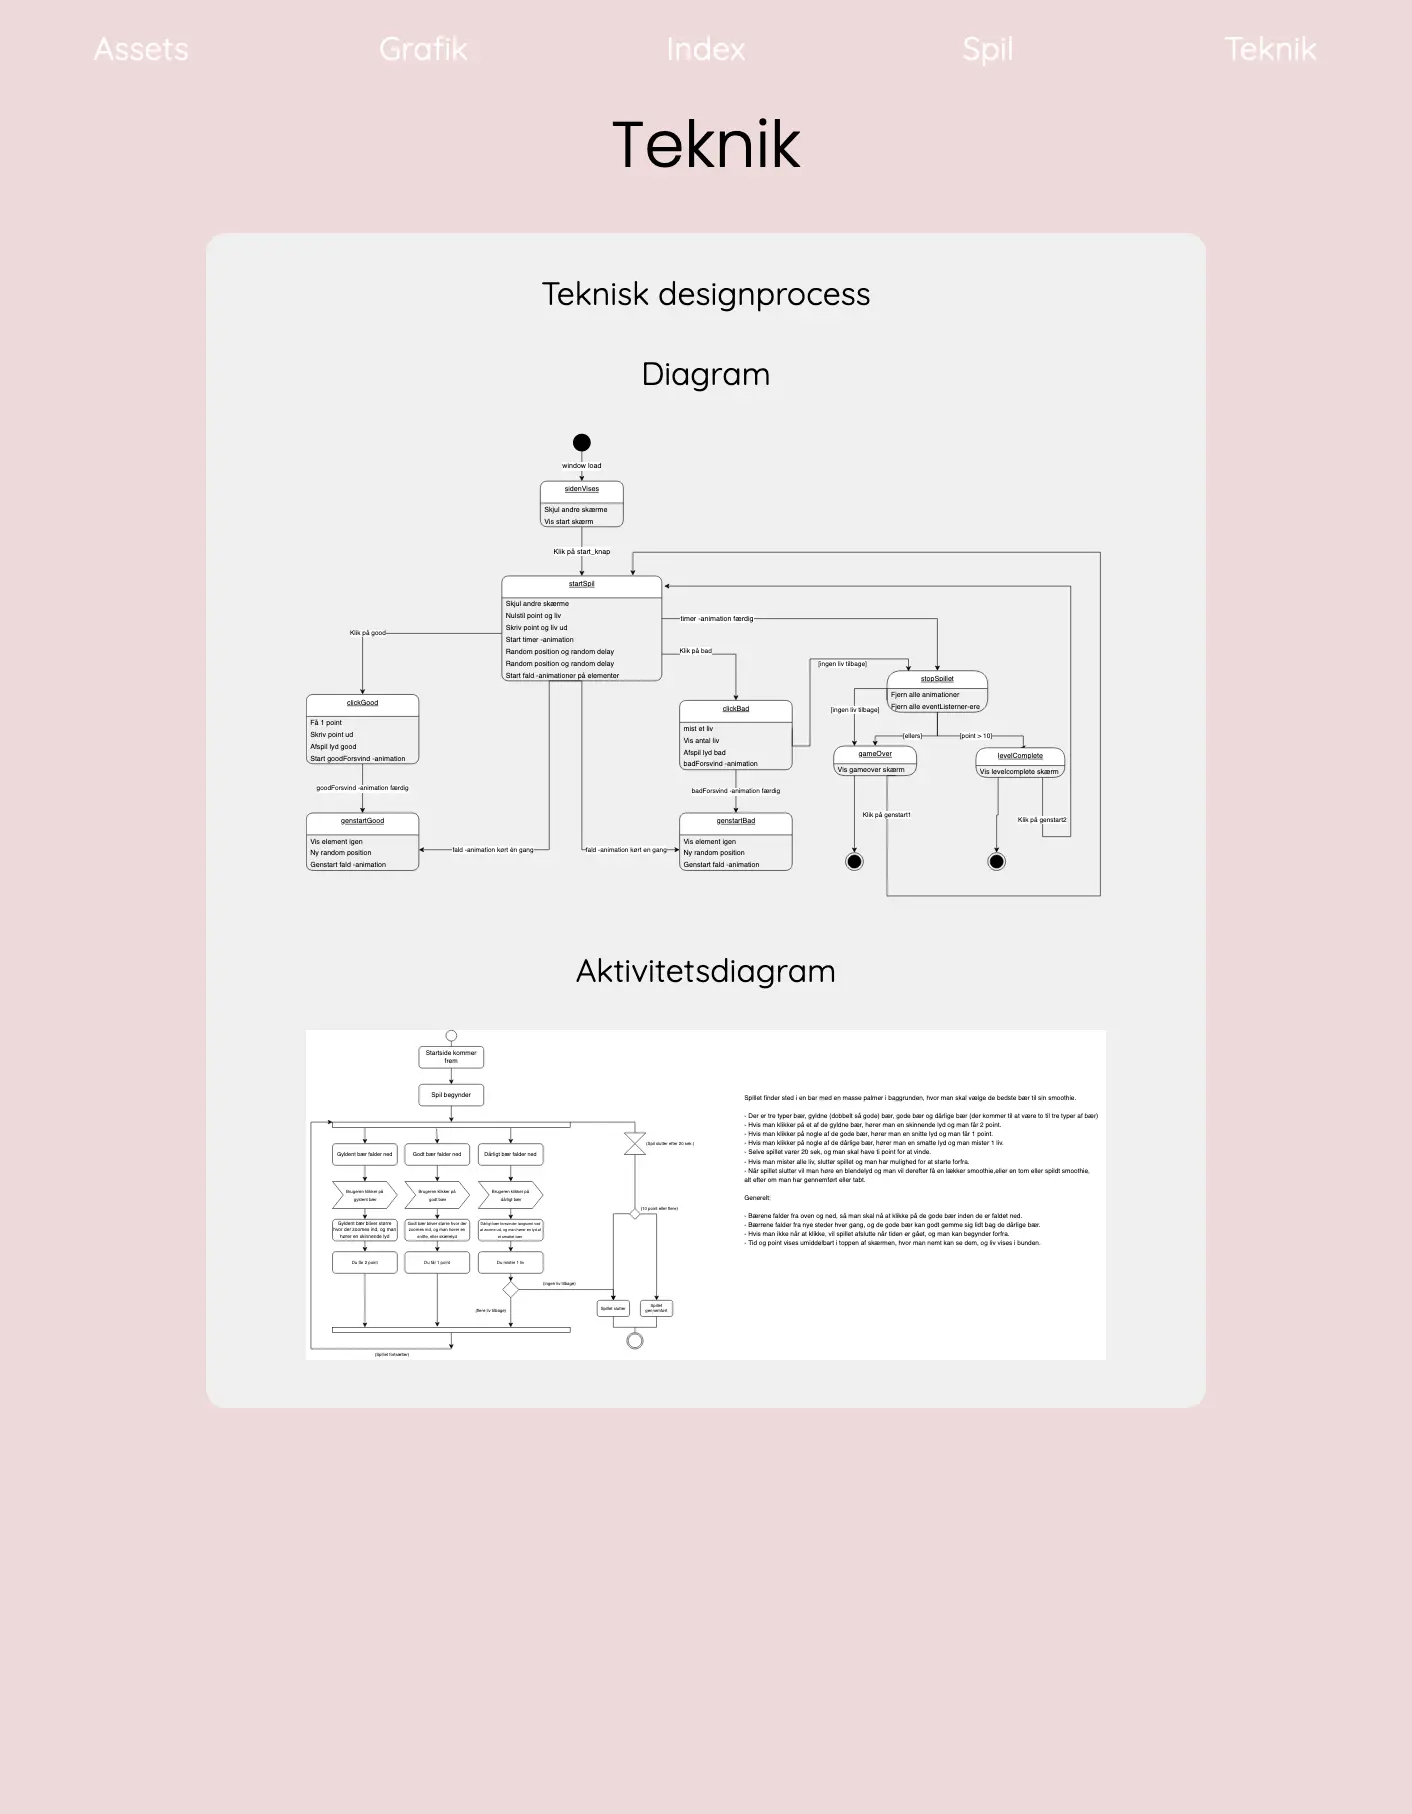 Assets
Grafik
Index
Spil
Teknik
Teknik
Teknisk designprocess
Diagram
window load
sidenVises
Skjul andre skærme
Vis start skærm
Klik på start_knap
startSpil
Skjul andre skærme
Nulstil point og liv
Skriv point og liv ud
Start timer -animation
Random position og random delay
Random position og random delay
Start fald -animationer på elementer
Klik på good
timer -animation færdig
Klik på bad
[ingen liv tilbage]
stopSpillet
Fjern alle animationer
Fjern alle eventListerner-ere
clickGood
Få 1 point
Skriv point ud
Afspil lyd good
Start goodForsvind -animation
clickBad
mist et liv
Vis antal liv
Afspil lyd bad
badForsvind -animation
[ingen liv tilbage]
[ellers]
[point > 10]
gameOver
Vis gameover skærm
levelComplete
Vis levelcomplete skærm
goodForsvind -animation færdig
badForsvind -animation færdig
Klik på genstart1
Klik på genstart2
genstartGood
Vis element igen
Ny random position
Genstart fald -animation
fald -animation kørt én gang
fald -animation kørt en gang
genstartBad
Vis element igen
Ny random position
Genstart fald -animation
Aktivitetsdiagram
Startside kommer
frem
Spil begynder
Gyldent bær falder ned
Godt bær falder ned
Dårligt bær falder ned
(Spil slutter efter 20 sek.)
Brugeren klikker på
gyldent bær
Brugeren klikker på
godt bær
Brugeren klikker på
dårligt bær
(10 point eller flere)
Gyldent bær bliver større
hvor der zoomes ind, og man
hører en skinnende lyd
Godt bær bliver større hvor der
zoomes ind, og man hører en
Du får 2 point
Du får 1 point
Du mister 1 liv
(ingen liv tilbage)
(flere liv tilbage)
Spillet slutter
Spillet
gennemført
(Spillet fortsætter)
Spillet finder sted i en bar med en masse palmer i baggrunden, hvor man skal vælge de bedste bær til sin smoothie.
- Der er tre typer bær, gyldne (dobbelt så gode) bær, gode bær og dårlige bær (der kommer til at være to til tre typer af bær)
- Hvis man klikker på et af de gyldne bær, hører man en skinnende lyd og man får 2 point.
- Hvis man klikker på nogle af de gode bær, hører man en snitte lyd og man får 1 point.
- Hvis man klikker på nogle af de dårlige bær, hører man en smatte lyd og man mister 1 liv.
- Selve spillet varer 20 sek, og man skal have ti point for at vinde.
- Hvis man mister alle liv, slutter spillet og man har mulighed for at starte forfra.
- Når spillet slutter vil man høre en blendelyd og man vil derefter få en lækker smoothie,eller en tom eller spildt smoothie,
alt efter om man har gennemført eller tabt.
Generelt:
- Bærene falder fra oven og ned, så man skal nå at klikke på de gode bær inden de er faldet ned.
- Bærrene falder fra nye steder hver gang, og de gode bær kan godt gemme sig lidt bag de dårlige bær.
- Hvis man ikke når at klikke, vil spillet afslutte når tiden er gået, og man kan begynder forfra.
- Tid og point vises umiddelbart i toppen af skærmen, hvor man nemt kan se dem, og liv vises i bunden.